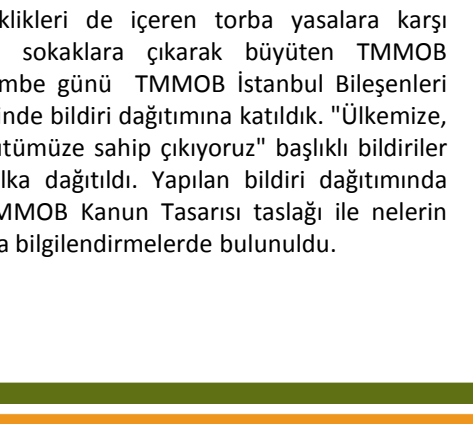 klikleri de içeren torba yasalara karşı
sokaklara çıkarak büyüten TMMOB
mbe günü TMMOB İstanbul Bileşenleri
inde bildiri dağıtımına katıldık. "Ülkemize,
tümüze sahip çıkıyoruz" başlıklı bildiriler
lka dağıtıldı. Yapılan bildiri dağıtımında
MMOB Kanun Tasarısı taslağı ile nelerin
a bilgilendirmelerde bulunuldu.